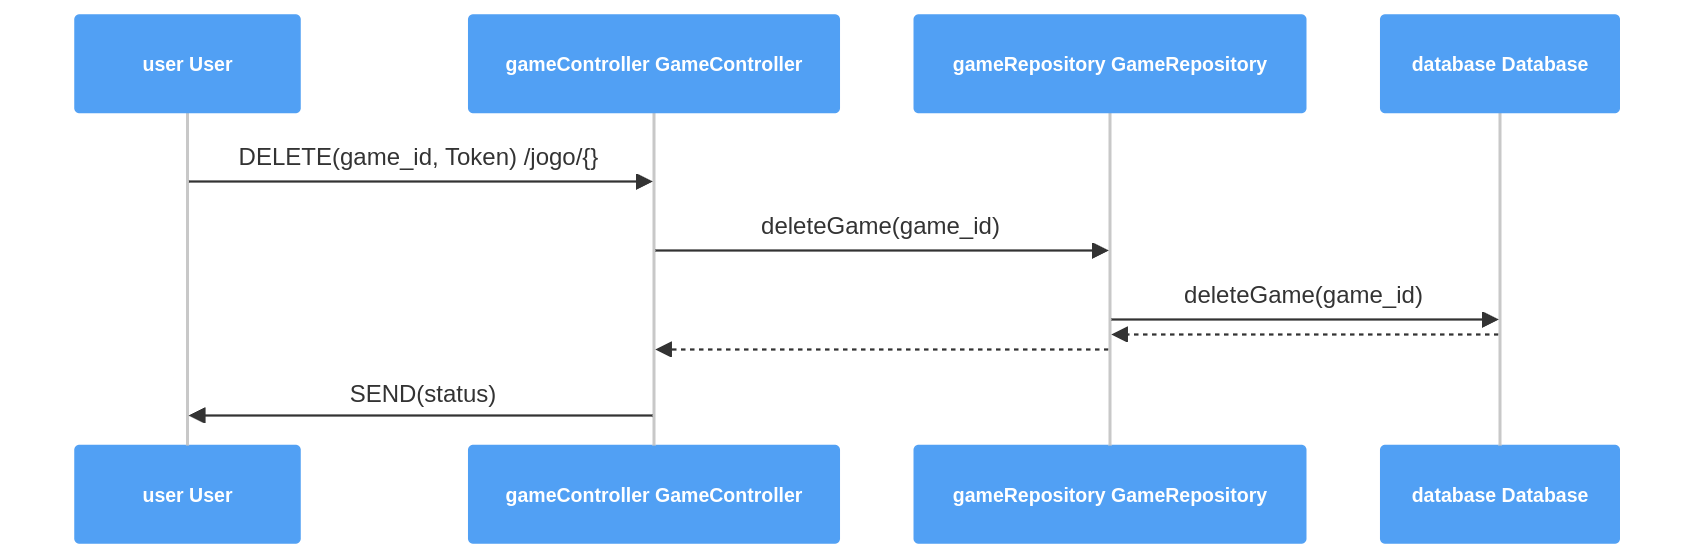 user User
gameController GameController
gameRepository GameRepository
database Database
DELETE(game_id, Token) /jogo/{}
deleteGame(game_id)
deleteGame(game_id)
SEND(status)
user User
gameController GameController
gameRepository GameRepository
database Database